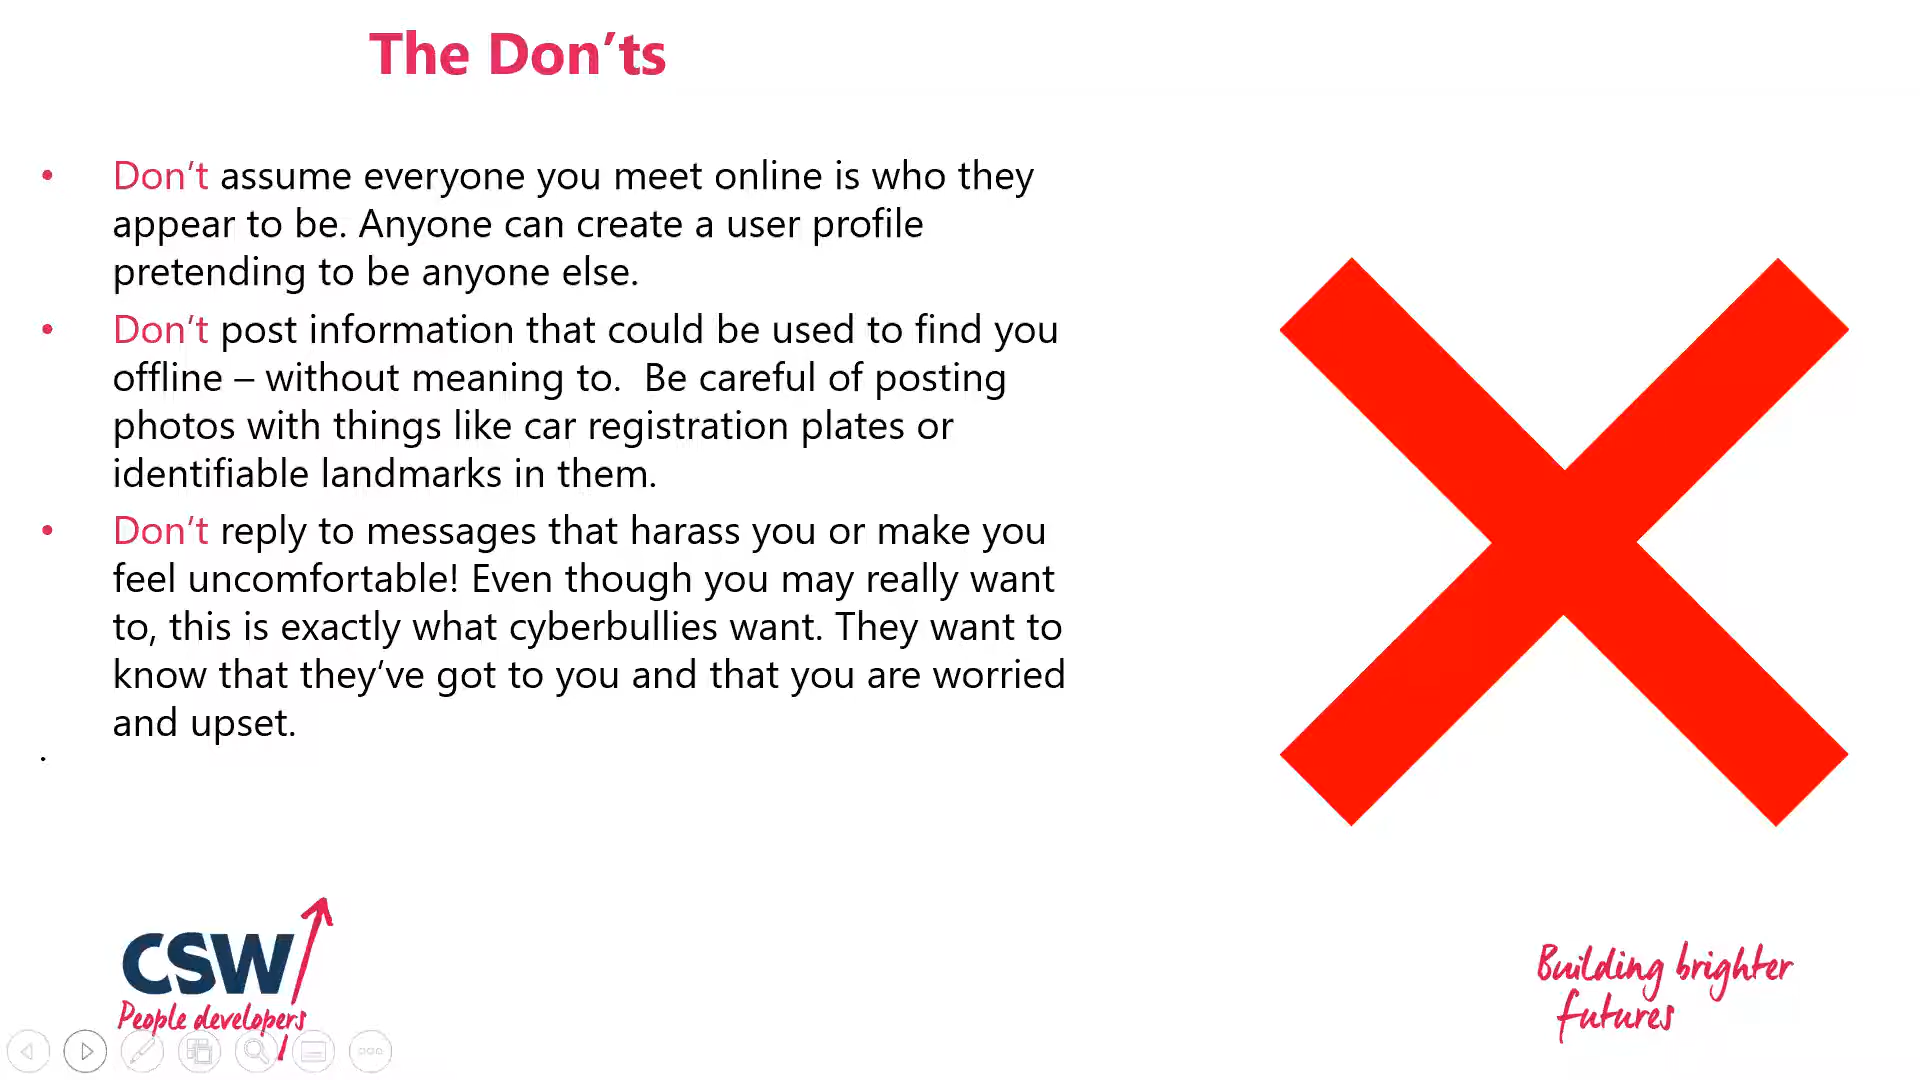 The Don’ts
• Don’t assume everyone you meet online is who they
appear to be. Anyone can create a user profile
pretending to be anyone else.
• Don’t post information that could be used to find you
offline – without meaning to.  Be careful of posting
photos with things like car registration plates or
identifiable landmarks in them.
• Don’t reply to messages that harass you or make you
feel uncomfortable! Even though you may really want
to, this is exactly what cyberbullies want. They want to
know that they’ve got to you and that you are worried
and upset.
.
CSW
People developers
Building brighter
futures